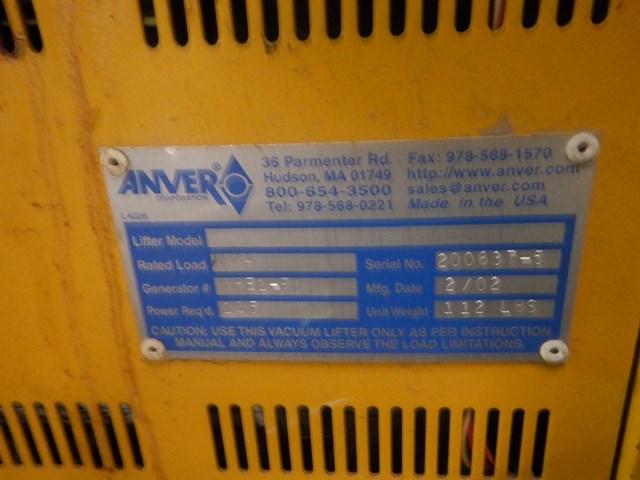 ANVER®
CORPORATION
36 Parmenter Rd.
Hudson, MA 01749
800-654-3500
Tel: 978-568-0221
Fax: 978-568-1570
http://www.anver.com
sales@anver.com
Made in the USA
Lifter Model
Rated Load
Serial No. 200637-3
Generator #
Mfg. Date 2/02
Power Req'd.
Unit Weight 112 LBS
CAUTION: USE THIS VACUUM LIFTER ONLY AS PER INSTRUCTION
MANUAL AND ALWAYS OBSERVE THE LOAD LIMITATIONS.